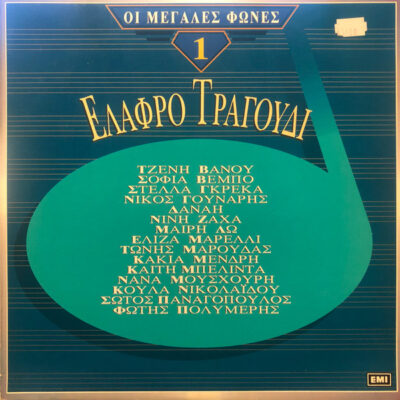 ΟΙ ΜΕΓΑΛΕΣ ΦΩΝΕΣ
1
ΕΛΑΦΡΟ ΤΡΑΓΟΥΔΙ
ΤΖΕΝΗ ΒΑΝΟΥ
ΣΟΦΙΑ ΒΕΜΠΟ
ΣΤΕΛΛΑ ΓΚΡΕΚΑ
ΝΙΚΟΣ ΓΟΥΝΑΡΗΣ
ΔΑΝΑΗ
ΝΙΝΗ ΖΑΧΑ
ΜΑΙΡΗ ΛΩ
ΕΛΙΖΑ ΜΑΡΕΛΛΙ
ΤΩΝΗΣ ΜΑΡΟΥΔΑΣ
ΚΑΚΙΑ ΜΕΝΔΡΗ
ΚΑΙΤΗ ΜΠΕΛΙΝΤΑ
ΝΑΝΑ ΜΟΥΣΧΟΥΡΗ
ΚΟΥΛΑ ΝΙΚΟΛΑΪΔΟΥ
ΣΩΤΟΣ ΠΑΝΑΓΟΠΟΥΛΟΣ
ΦΩΤΗΣ ΠΟΛΥΜΕΡΗΣ
EMI